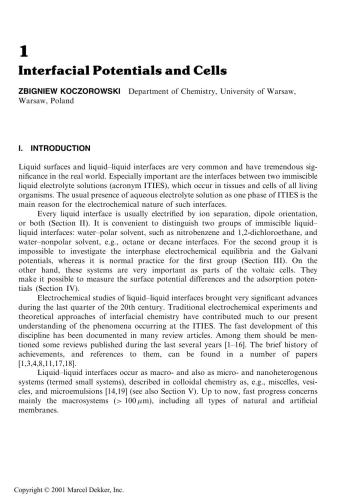 1
Interfacial Potentials and Cells
ZBIGNIEW KOCZOROWSKI Department of Chemistry, University of Warsaw,
Warsaw, Poland
I. INTRODUCTION
Liquid surfaces and liquid–liquid interfaces are very common and have tremendous sig-
nificance in the real world. Especially important are the interfaces between two immiscible
liquid electrolyte solutions (acronym ITIES), which occur in tissues and cells of all living
organisms. The usual presence of aqueous electrolyte solution as one phase of ITIES is the
main reason for the electrochemical nature of such interfaces.
Every liquid interface is usually electrified by ion separation, dipole orientation,
or both (Section II). It is convenient to distinguish two groups of immiscible liquid–
liquid interfaces: water–polar solvent, such as nitrobenzene and 1,2-dichloroethane, and
water–nonpolar solvent, e.g., octane or decane interfaces. For the second group it is
impossible to investigate the interphase electrochemical equilibria and the Galvani
potentials, whereas it is normal practice for the first group (Section III). On the
other hand, these systems are very important as parts of the voltaic cells. They
make it possible to measure the surface potential differences and the adsorption poten-
tials (Section IV).
Electrochemical studies of liquid–liquid interfaces brought very significant advances
during the last quarter of the 20th century. Traditional electrochemical experiments and
theoretical approaches of interfacial chemistry have contributed much to our present
understanding of the phenomena occurring at the ITIES. The fast development of this
discipline has been documented in many review articles. Among them should be men-
tioned some reviews published during the last several years [1–16]. The brief history of
achievements, and references to them, can be found in a number of papers
[1,3,4,8,11,17,18].
Liquid–liquid interfaces occur as macro- and also as micro- and nanoheterogenous
systems (termed small systems), described in colloidal chemistry as, e.g., miscelles, vesi-
cles, and microemulsions [14,19] (see also Section V). Up to now, fast progress concerns
mainly the macrosystems (> 100 μm), including all types of natural and artificial
membranes.
Copyright © 2001 Marcel Dekker, Inc.